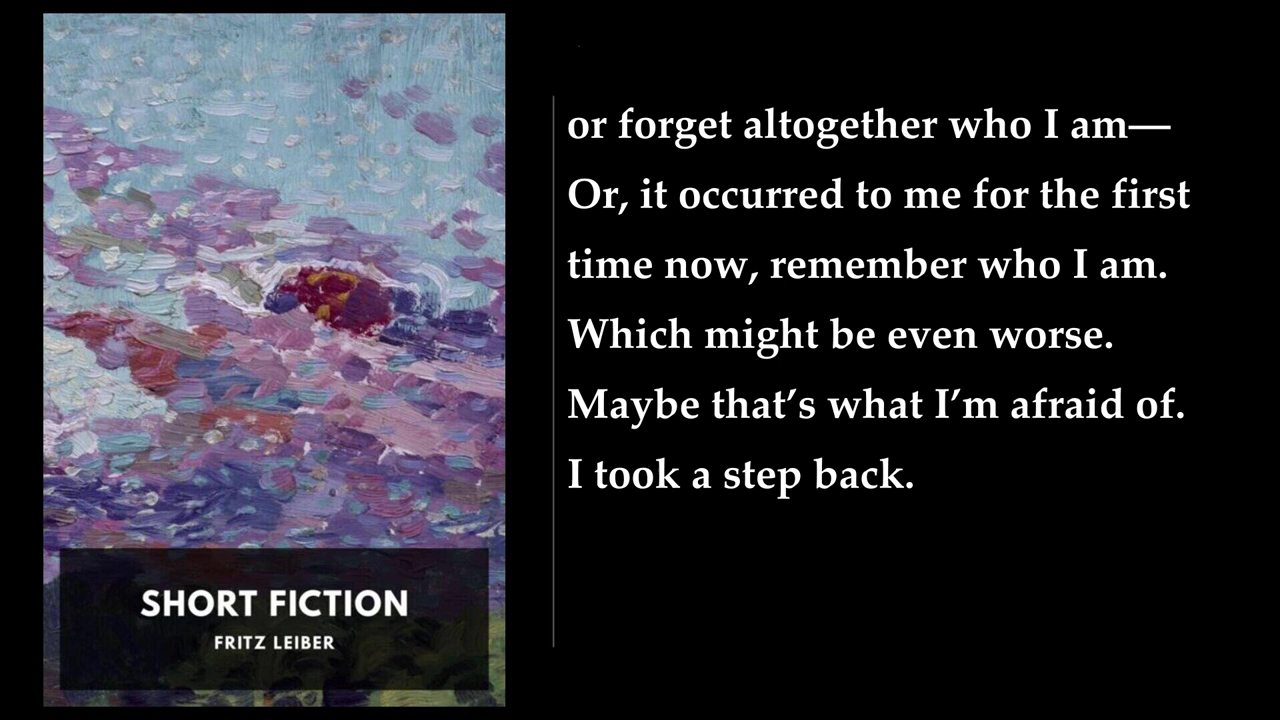 SHORT FICTION
FRITZ LEIBER
or forget altogether who I am—
Or, it occurred to me for the first
time now, remember who I am.
Which might be even worse.
Maybe that’s what I’m afraid of.
I took a step back.